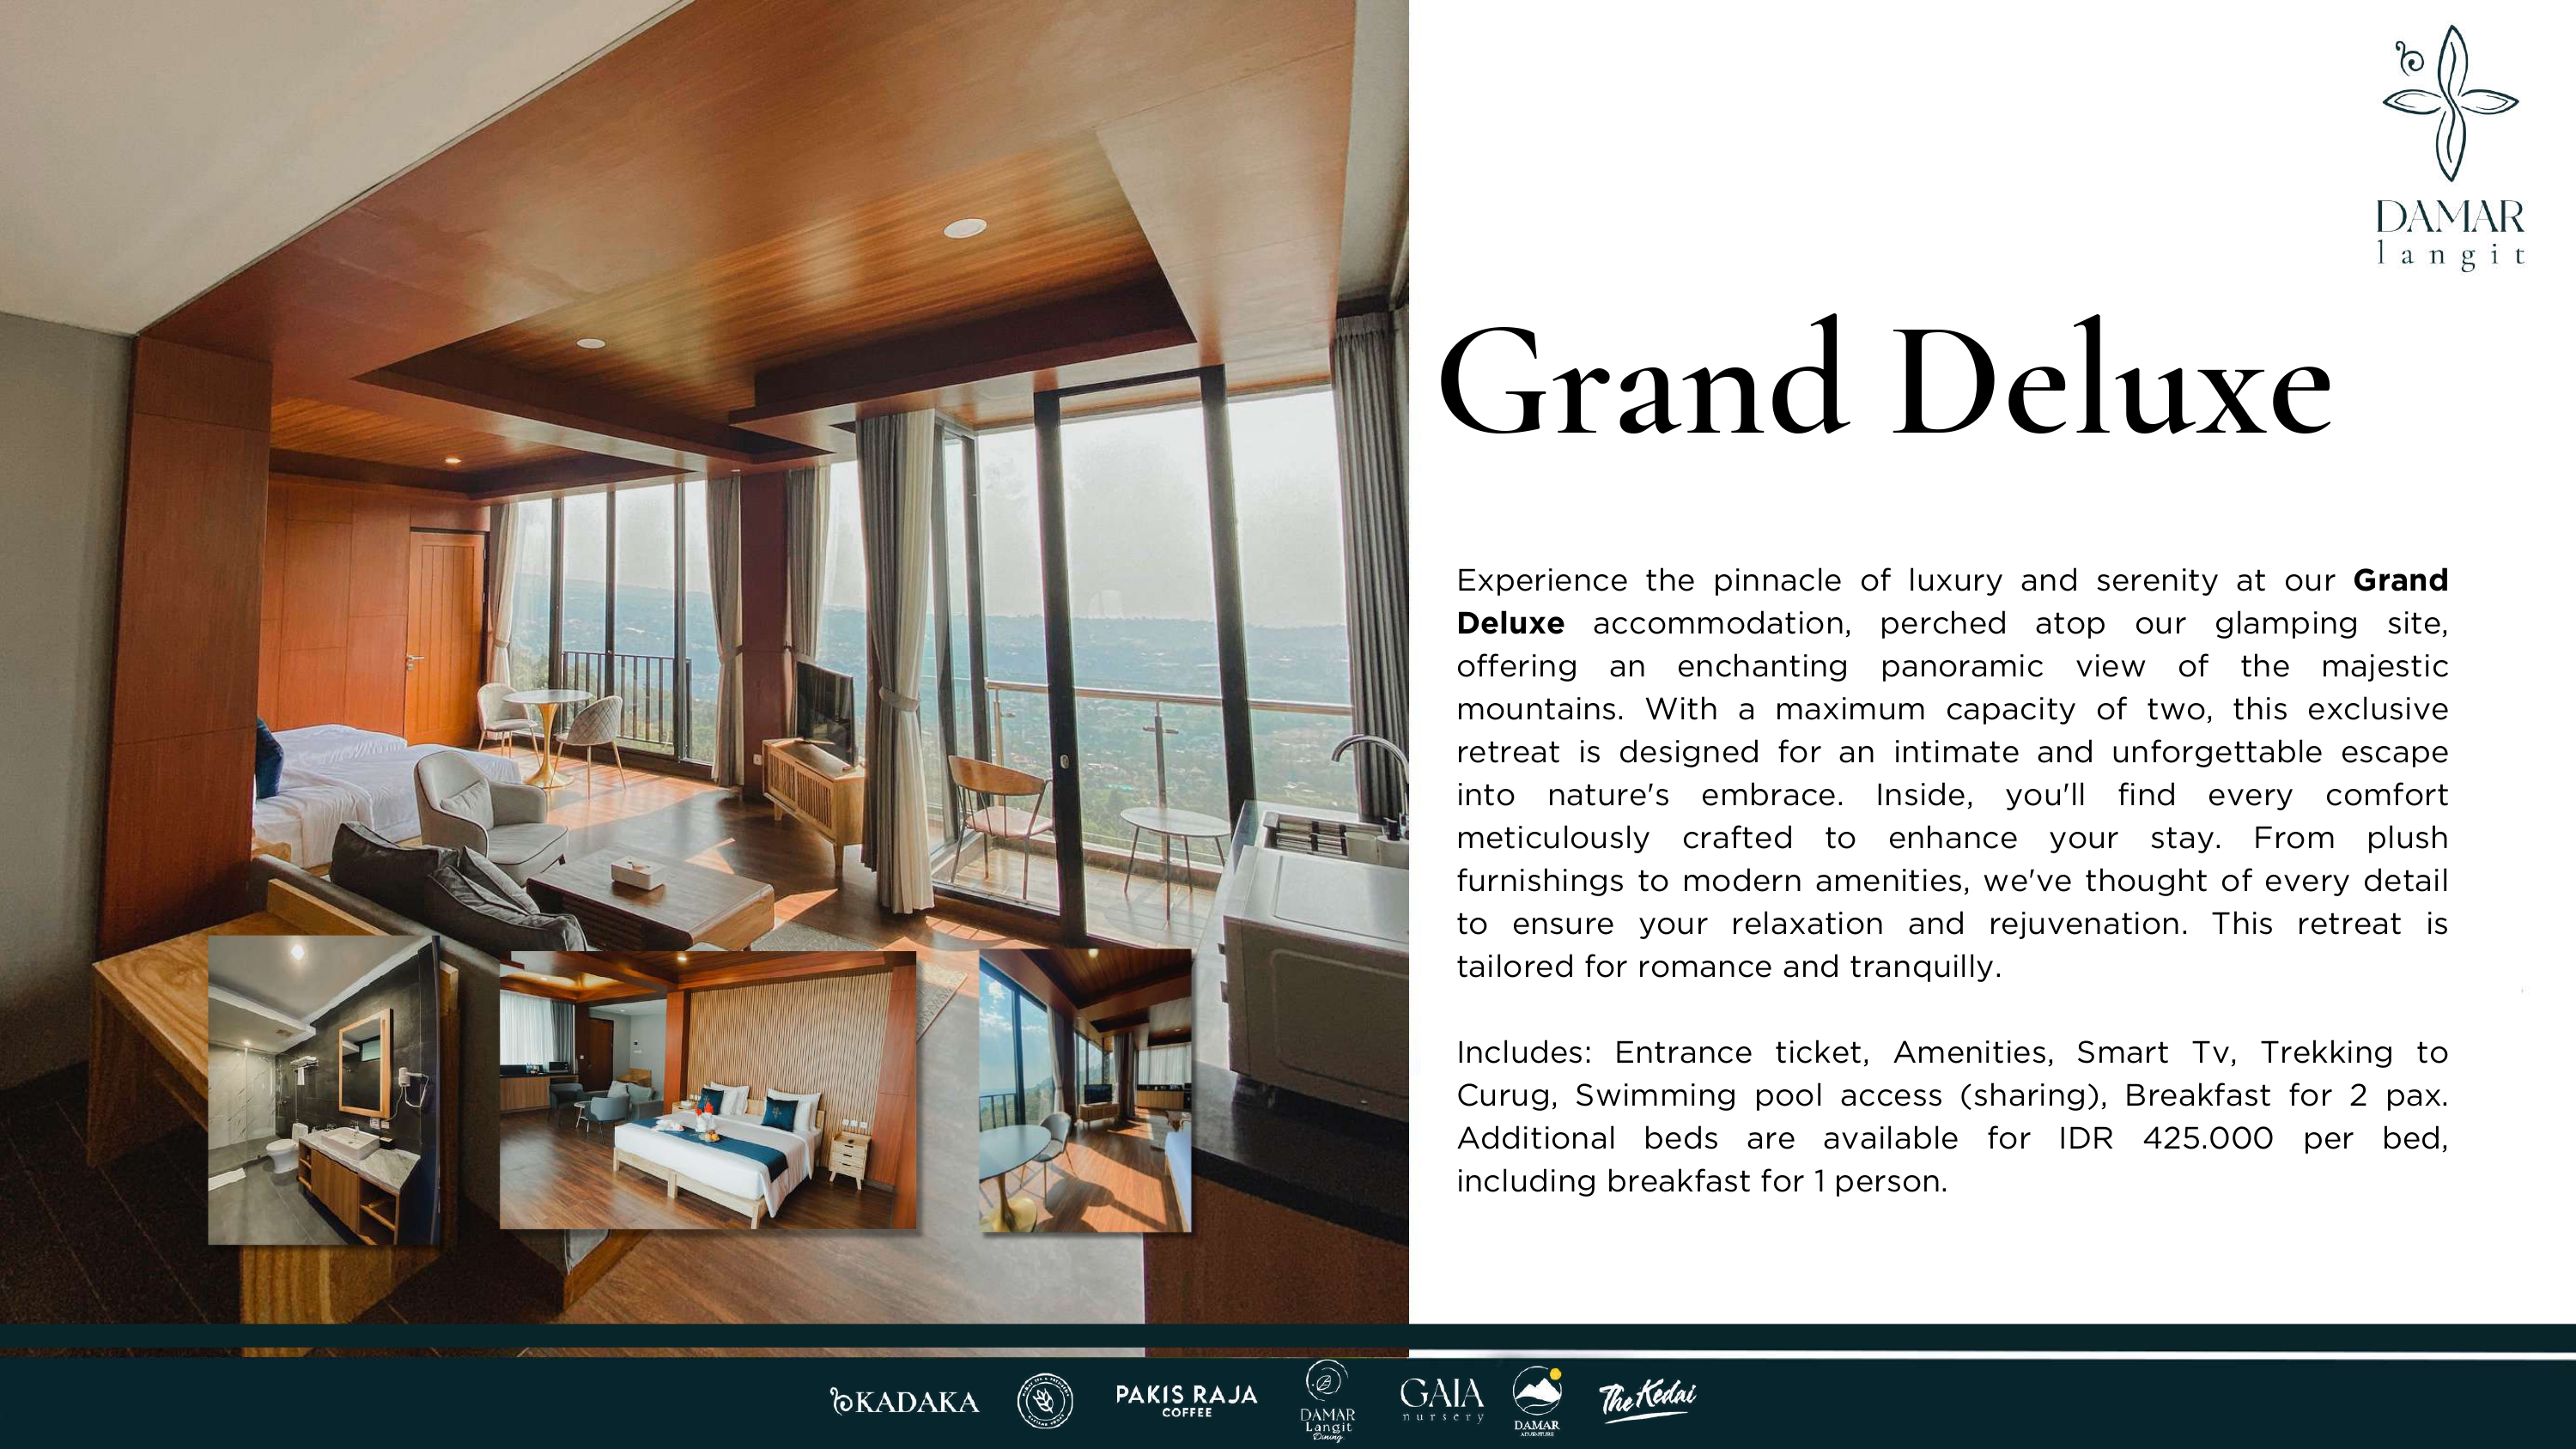 DAMAR
langit
Grand Deluxe
Experience the pinnacle of luxury and serenity at our Grand
Deluxe accommodation, perched atop our glamping site,
offering an enchanting panoramic view of the majestic
mountains. With a maximum capacity of two, this exclusive
retreat is designed for an intimate and unforgettable escape
into nature's embrace. Inside, you'll find every comfort
meticulously crafted to enhance your stay. From plush
furnishings to modern amenities, we've thought of every detail
to ensure your relaxation and rejuvenation. This retreat is
tailored for romance and tranquilly.
Includes: Entrance ticket, Amenities, Smart Tv, Trekking to
Curug, Swimming pool access (sharing), Breakfast for 2 pax.
Additional beds are available for IDR 425.000 per bed,
including breakfast for 1 person.
KADAKA
PAKIS RAJA
COFFEE
DAMAR
Langit
Dining
GAIA
nursery
DAMAR
ADVENTURE
The Kedai